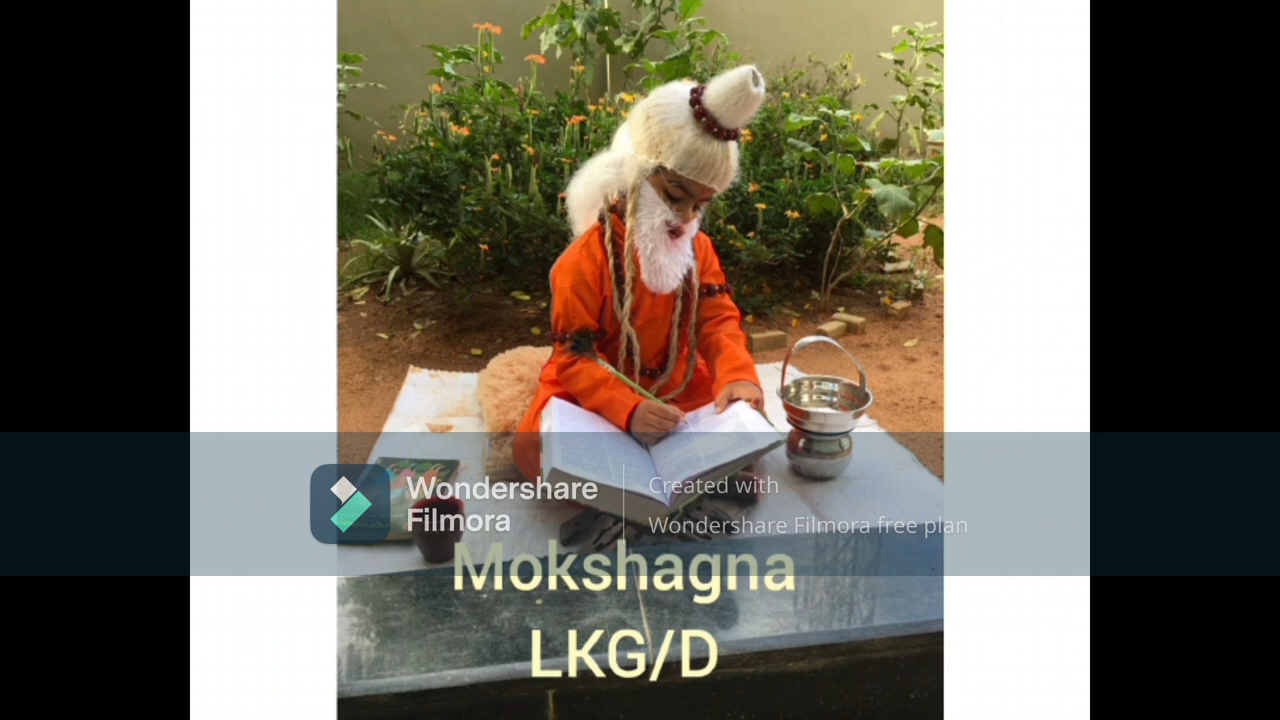 Wondershare
Filmora
Created with
Wondershare Filmora free plan
Mokshagna
LKG/D